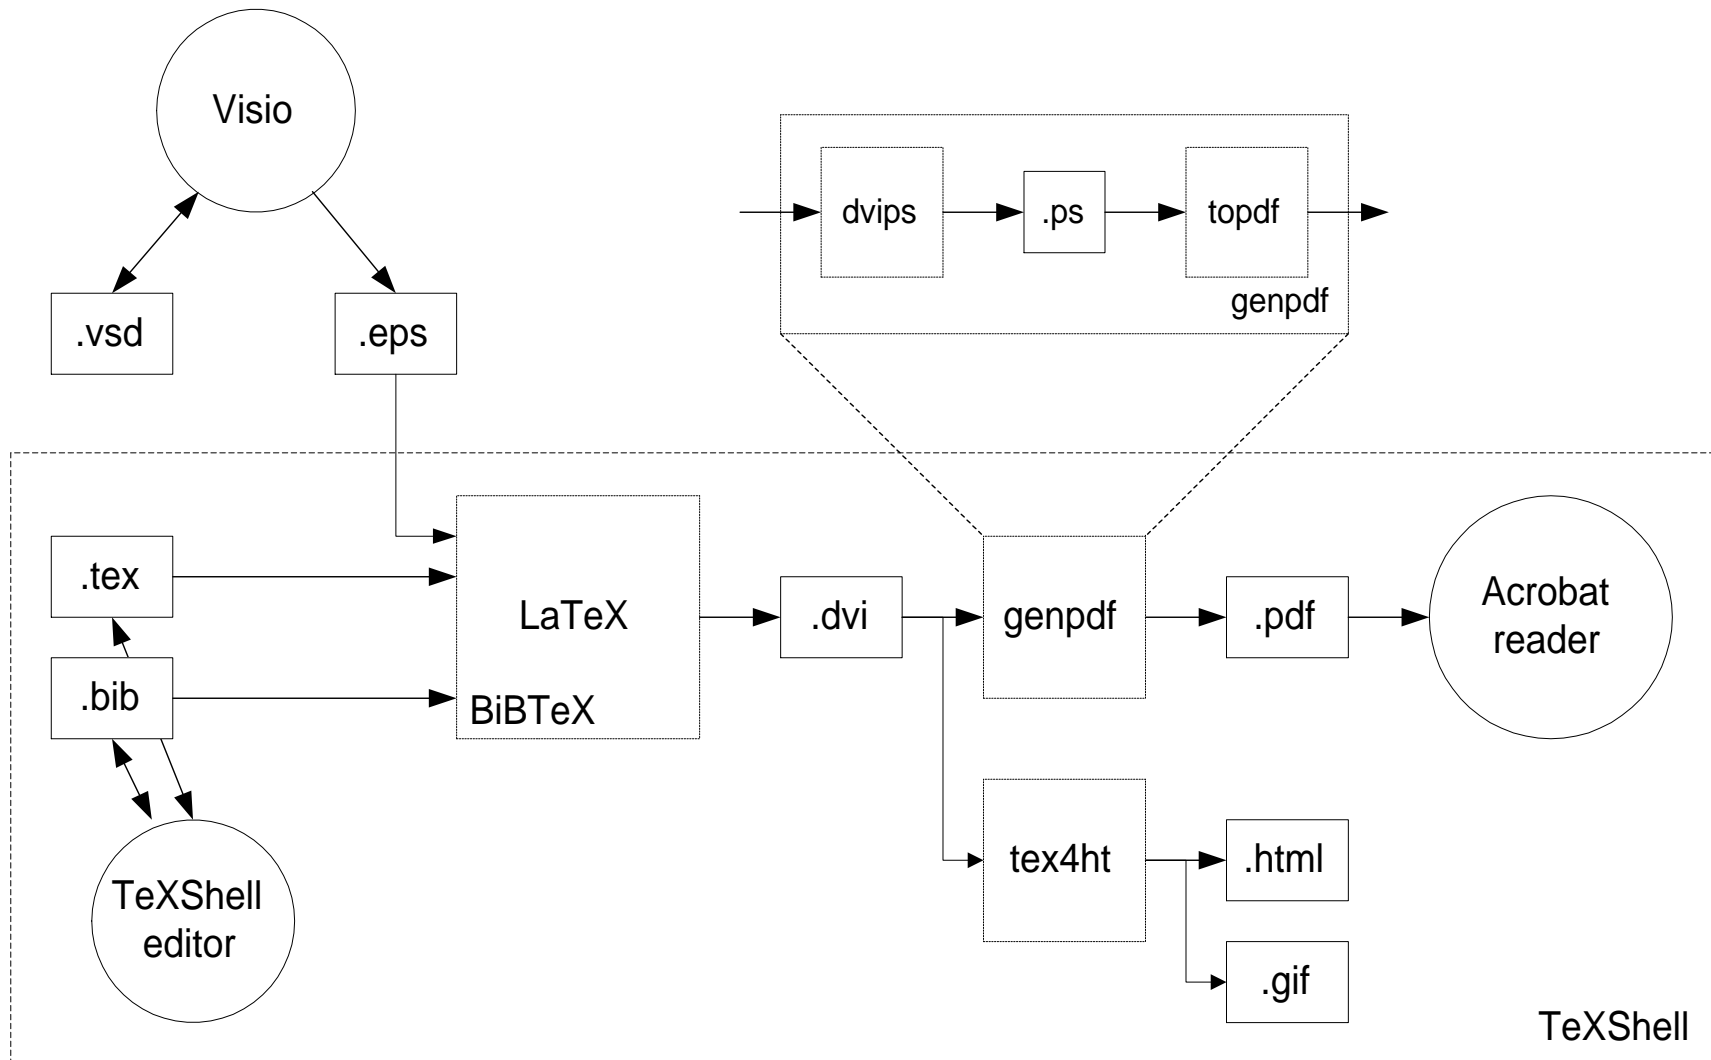 Visio
dvips
.ps
topdf
genpdf
.vsd
.eps
.tex
LaTeX
.dvi
genpdf
.pdf
Acrobat
reader
.bib
BiBTeX
tex4ht
.html
TeXShell
editor
.gif
TeXShell